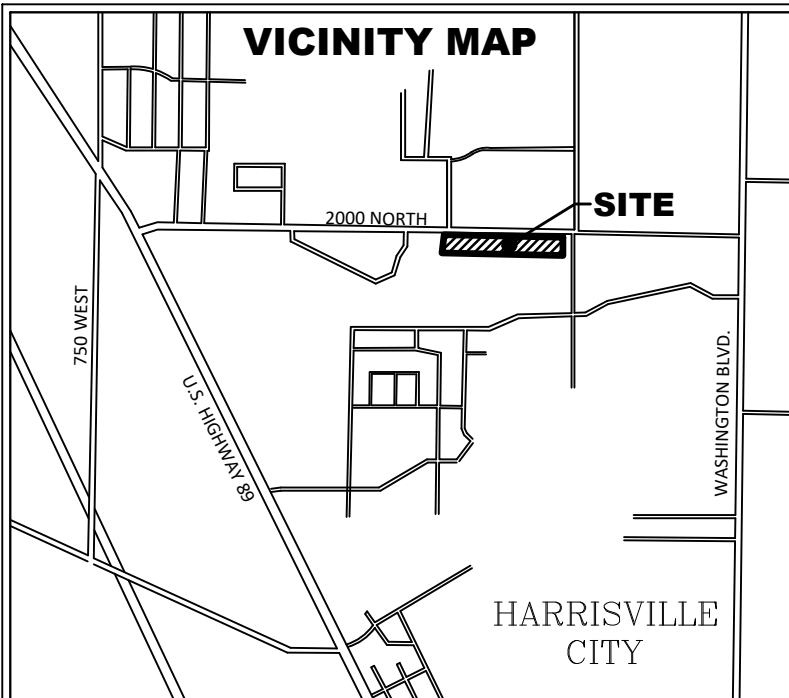 VICINITY MAP
SITE
2000 NORTH
750 WEST
U.S. HIGHWAY 89
WASHINGTON BLVD.
HARRISVILLE
CITY